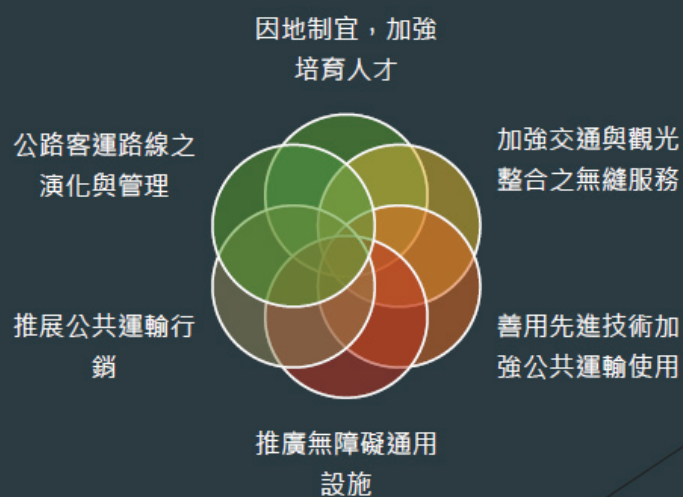 因地制宜，加強
培育人才
加強交通與觀光
整合之無縫服務
善用先進技術加
強公共運輸使用
推廣無障礙通用
設施
推展公共運輸行
銷
公路客運路線之
演化與管理